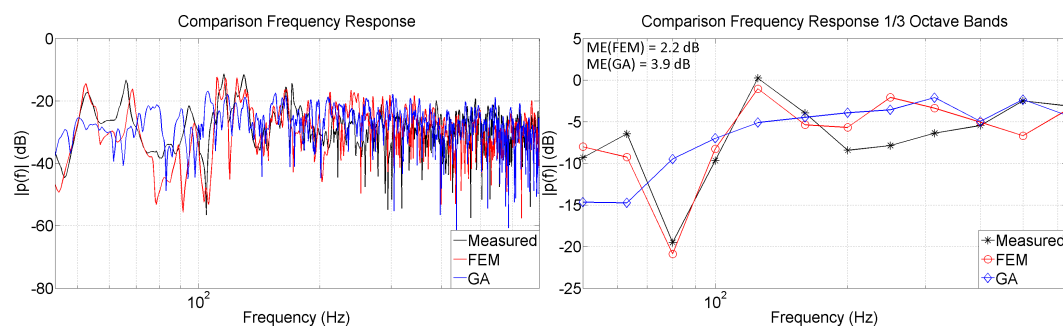 Comparison Frequency Response
0
-20
-40
-60
-80
|p(f)| (dB)
10²
Frequency (Hz)
Measured
FEM
GA
Comparison Frequency Response 1/3 Octave Bands
ME(FEM) = 2.2 dB
ME(GA) = 3.9 dB
5
0
-5
-10
-15
-20
-25
|p(f)| (dB)
10²
Frequency (Hz)
Measured
FEM
GA